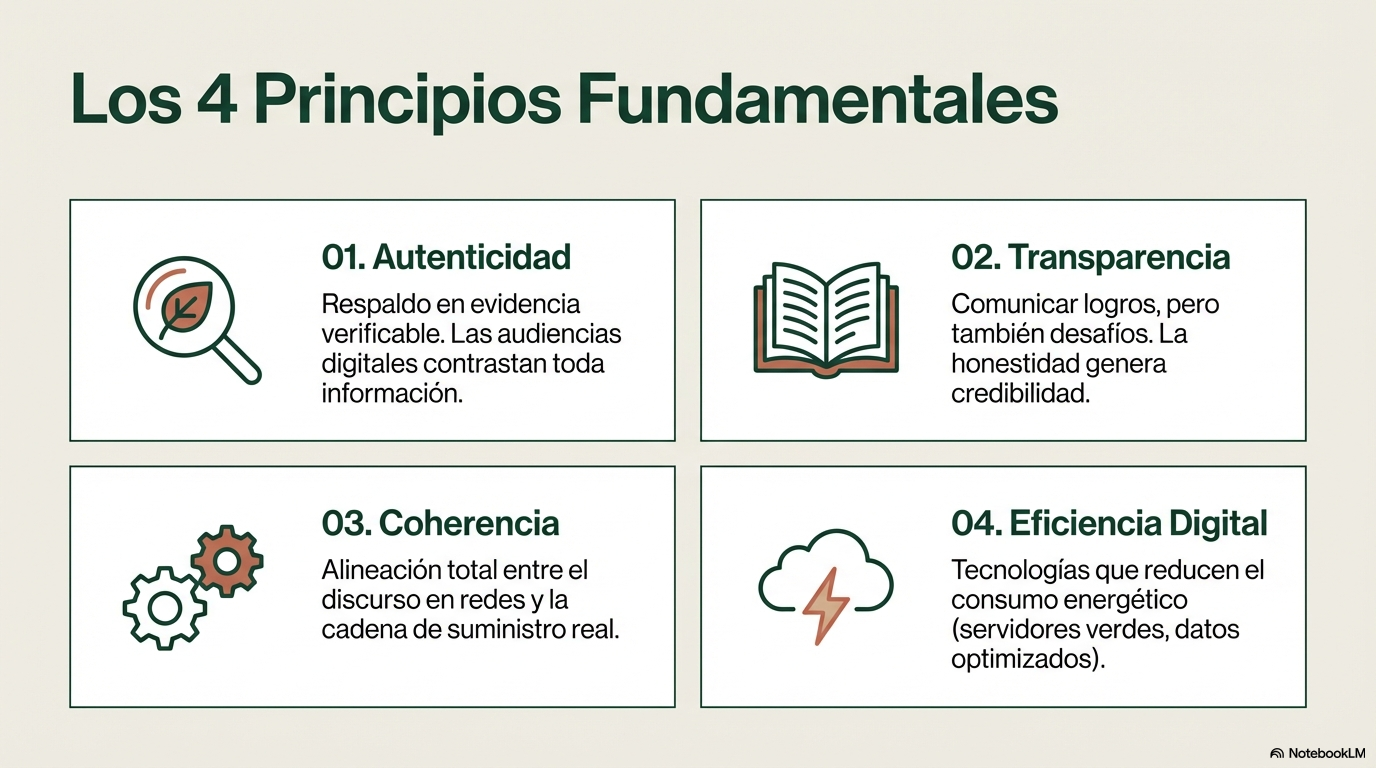 Los 4 Principios Fundamentales
01. Autenticidad
Respaldo en evidencia
verificable. Las audiencias
digitales contrastan toda
información.
02. Transparencia
Comunicar logros, pero
también desafíos. La
honestidad genera
credibilidad.
03. Coherencia
Alineación total entre el
discurso en redes y la
cadena de suministro real.
04. Eficiencia Digital
Tecnologías que reducen el
consumo energético
(servidores verdes, datos
optimizados).
NotebookLM